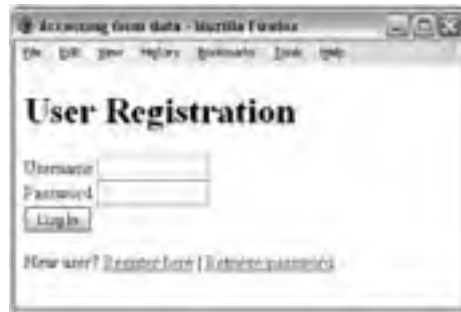 Accessing form data - Mozilla Firefox
File Edit View History Bookmarks Tools Help
User Registration
Username
Password
Log In
New user? Register here | Retrieve password